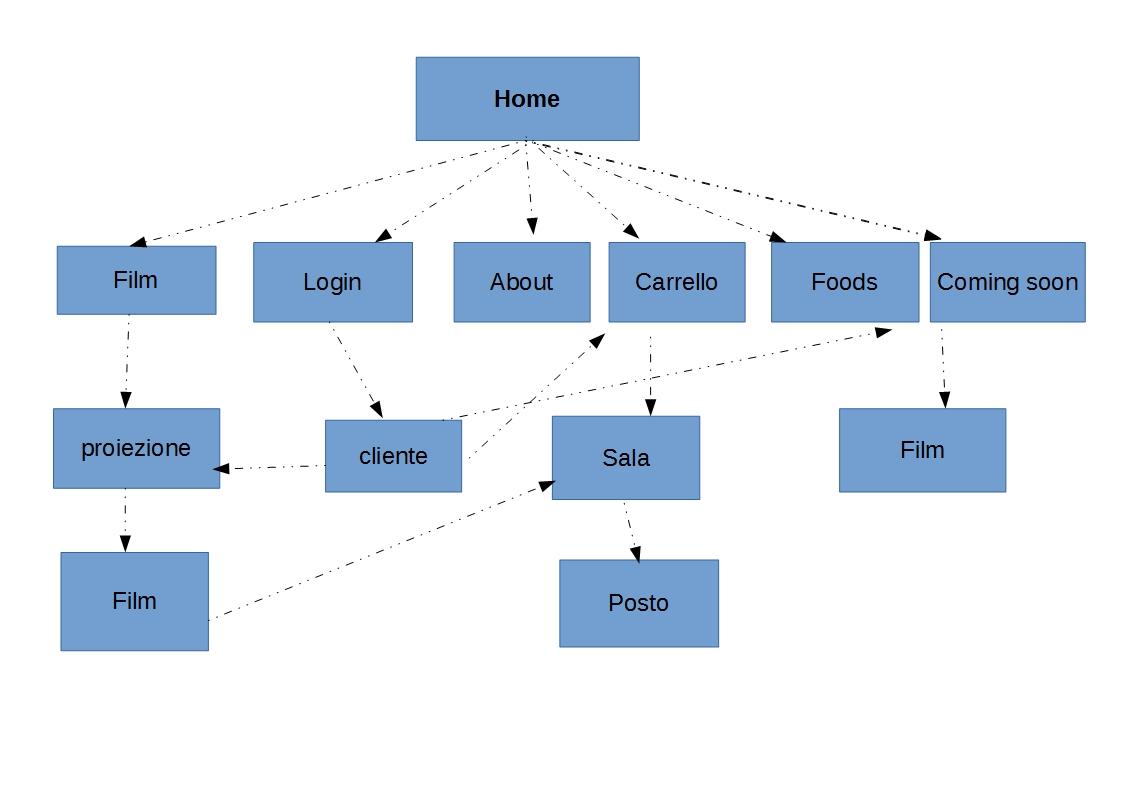 Home
Film
Login
About
Carrello
Foods
Coming soon
proiezione
cliente
Sala
Film
Film
Posto